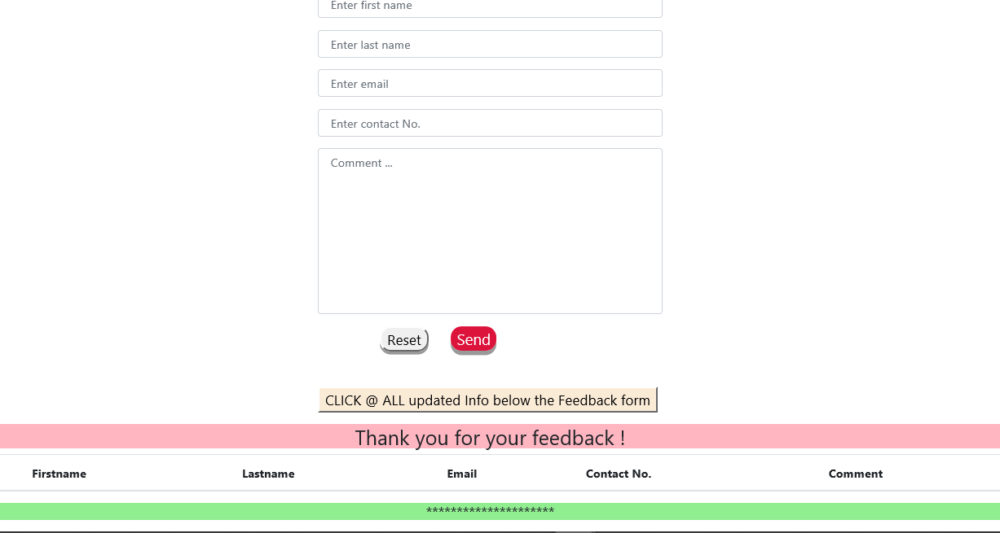 Enter first name
Enter last name
Enter email
Enter contact No.
Comment ...
Reset Send
CLICK @ ALL updated Info below the Feedback form
Thank you for your feedback !
Firstname Lastname Email Contact No. Comment
*********************